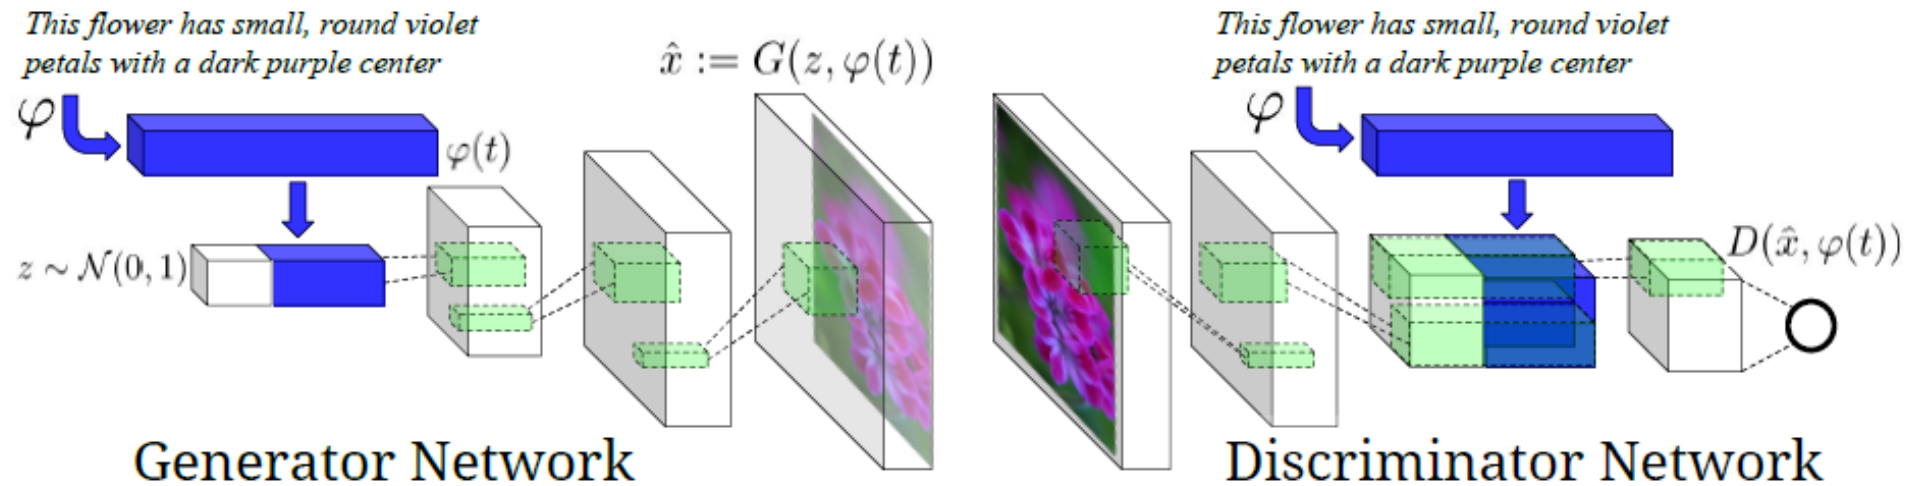 This flower has small, round violet
petals with a dark purple center
φ
φ(t)
z ~ 𝒩(0, 1)
x̂ := G(z, φ(t))
Generator Network
This flower has small, round violet
petals with a dark purple center
φ
D(x̂, φ(t))
Discriminator Network